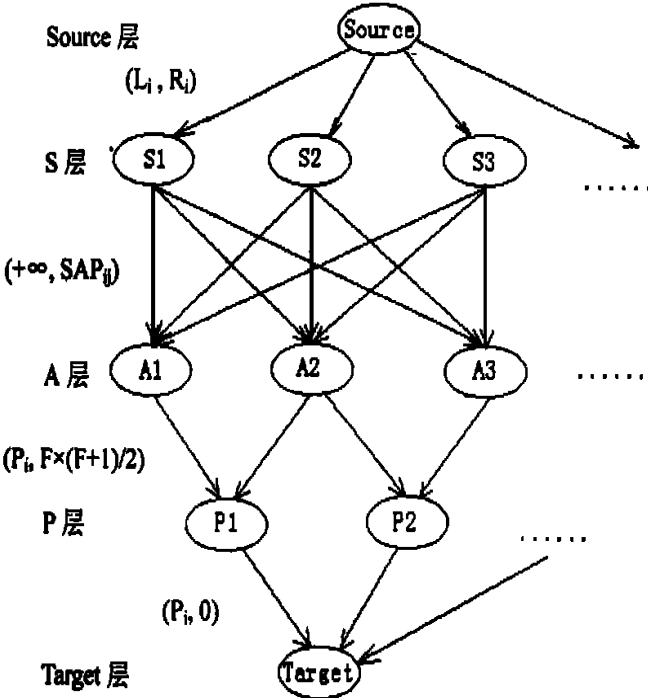 Source 层
Source
(Lᵢ , Rᵢ)
S 层
S1
S2
S3
......
(+∞, SAPᵢⱼ)
A 层
A1
A2
A3
......
(Pᵢ, F×(F+1)/2)
P 层
P1
P2
......
(Pᵢ, 0)
Target 层
Target